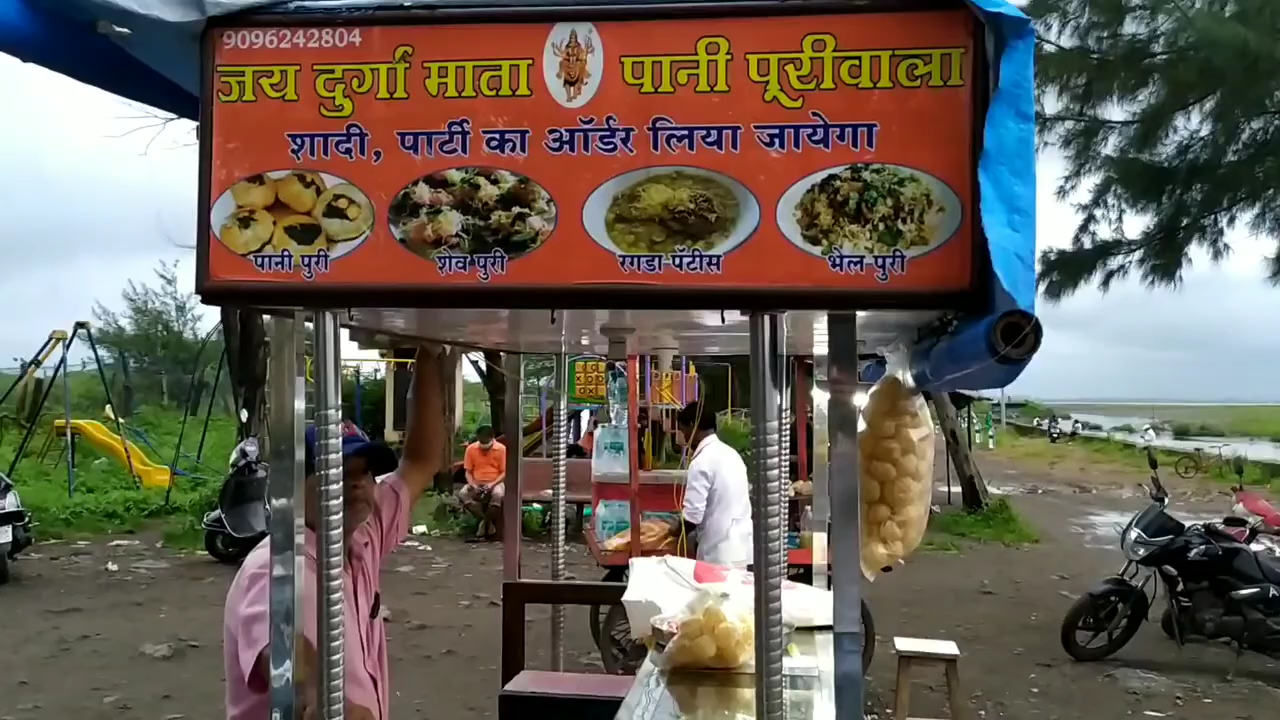 9096242804
जय दुर्गा माता पानी पूरीवाला
शादी, पार्टी का ऑर्डर लिया जायेगा
पानी पुरी शेव पुरी रगडा पॅटीस भेल पुरी